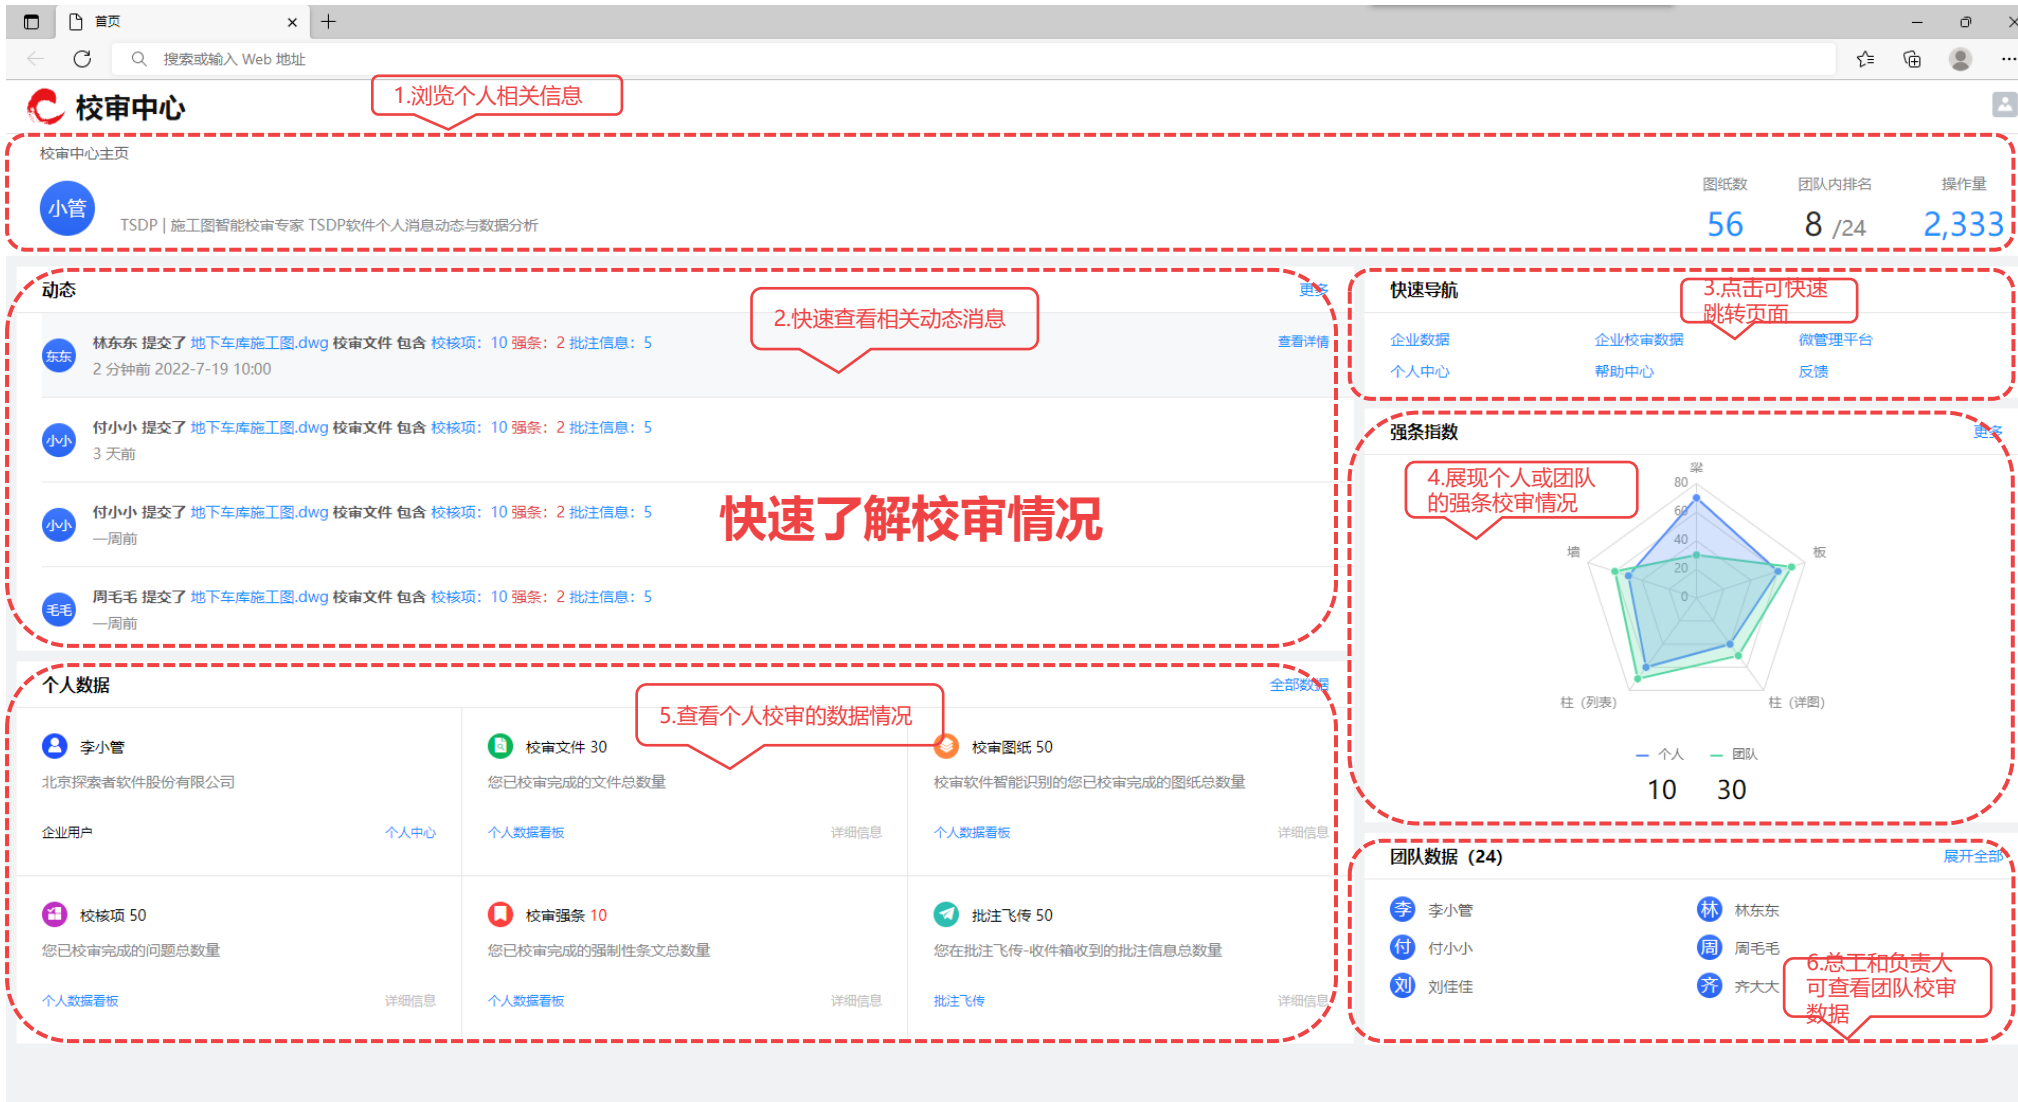 首页
搜索或输入 Web 地址
校审中心
1.浏览个人相关信息
校审中心主页
小管
TSDP | 施工图智能校审专家 TSDP软件个人消息动态与数据分析
图纸数
56
团队内排名
8 /24
操作量
2,333
动态
更多
2.快速查看相关动态消息
东东
林东东 提交了 地下车库施工图.dwg 校审文件 包含 校核项：10 强条：2 批注信息：5
查看详情
2 分钟前 2022-7-19 10:00
小小
付小小 提交了 地下车库施工图.dwg 校审文件 包含 校核项：10 强条：2 批注信息：5
3 天前
小小
付小小 提交了 地下车库施工图.dwg 校审文件 包含 校核项：10 强条：2 批注信息：5
一周前
快速了解校审情况
毛毛
周毛毛 提交了 地下车库施工图.dwg 校审文件 包含 校核项：10 强条：2 批注信息：5
一周前
快速导航
3.点击可快速
跳转页面
企业数据
企业校审数据
微管理平台
个人中心
帮助中心
反馈
强条指数
更多
4.展现个人或团队
的强条校审情况
梁
80
60
40
20
0
墙
板
柱（列表）
柱（详图）
个人
团队
10
30
个人数据
全部数据
5.查看个人校审的数据情况
李小管
北京探索者软件股份有限公司
企业用户
个人中心
校审文件 30
您已校审完成的文件总数量
个人数据看板
详细信息
校审图纸 50
校审软件智能识别的您已校审完成的图纸总数量
个人数据看板
详细信息
校核项 50
您已校审完成的问题总数量
个人数据看板
详细信息
校审强条 10
您已校审完成的强制性条文总数量
个人数据看板
详细信息
批注飞传 50
您在批注飞传-收件箱收到的批注信息总数量
批注飞传
详细信息
团队数据（24）
展开全部
李
李小管
林
林东东
付
付小小
周
周毛毛
刘
刘佳佳
齐
齐大大
6.总工和负责人
可查看团队校审
数据